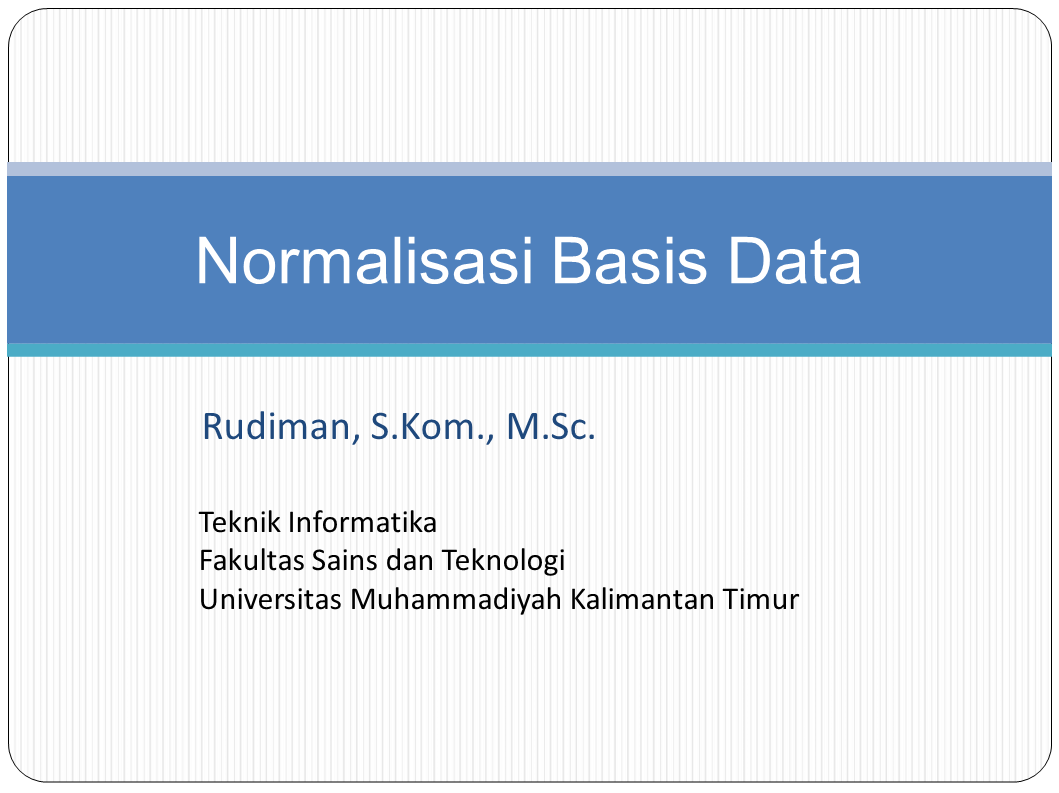 Normalisasi Basis Data
Rudiman, S.Kom., M.Sc.
Teknik Informatika
Fakultas Sains dan Teknologi
Universitas Muhammadiyah Kalimantan Timur